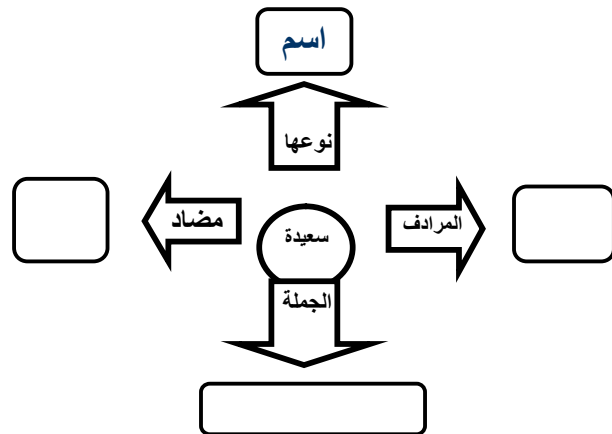 اسم
نوعها
المرادف
سعيدة
مضاد
الجملة